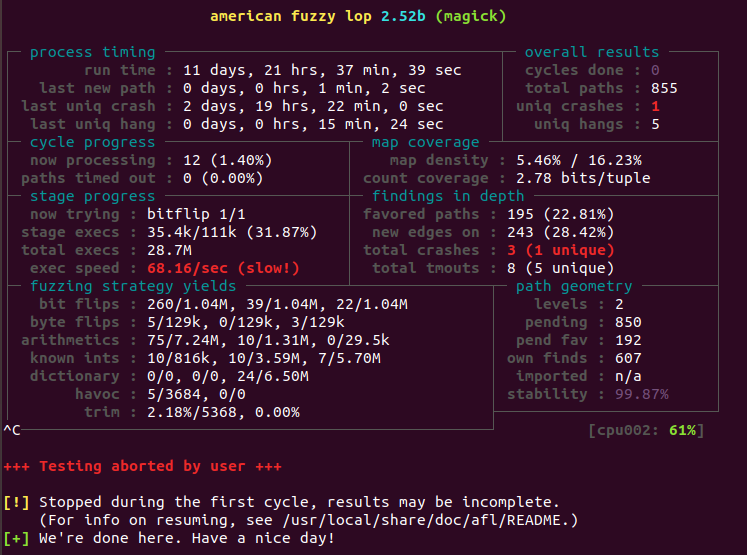 american fuzzy lop 2.52b (magick)
process timing overall results
run time : 11 days, 21 hrs, 37 min, 39 sec cycles done : 0
last new path : 0 days, 0 hrs, 1 min, 2 sec total paths : 855
last uniq crash : 2 days, 19 hrs, 22 min, 0 sec uniq crashes : 1
last uniq hang : 0 days, 0 hrs, 15 min, 24 sec uniq hangs : 5
cycle progress map coverage
now processing : 12 (1.40%) map density : 5.46% / 16.23%
paths timed out : 0 (0.00%) count coverage : 2.78 bits/tuple
stage progress findings in depth
now trying : bitflip 1/1 favored paths : 195 (22.81%)
stage execs : 35.4k/111k (31.87%) new edges on : 243 (28.42%)
total execs : 28.7M total crashes : 3 (1 unique)
exec speed : 68.16/sec (slow!) total tmouts : 8 (5 unique)
fuzzing strategy yields path geometry
bit flips : 260/1.04M, 39/1.04M, 22/1.04M levels : 2
byte flips : 5/129k, 0/129k, 3/129k pending : 850
arithmetics : 75/7.24M, 10/1.31M, 0/29.5k pend fav : 192
known ints : 10/816k, 10/3.59M, 7/5.70M own finds : 607
dictionary : 0/0, 0/0, 24/6.50M imported : n/a
havoc : 5/3684, 0/0 stability : 99.87%
trim : 2.18%/5368, 0.00%
^C [cpu002: 61%]
+++ Testing aborted by user +++
[!] Stopped during the first cycle, results may be incomplete.
(For info on resuming, see /usr/local/share/doc/afl/README.)
[+] We're done here. Have a nice day!